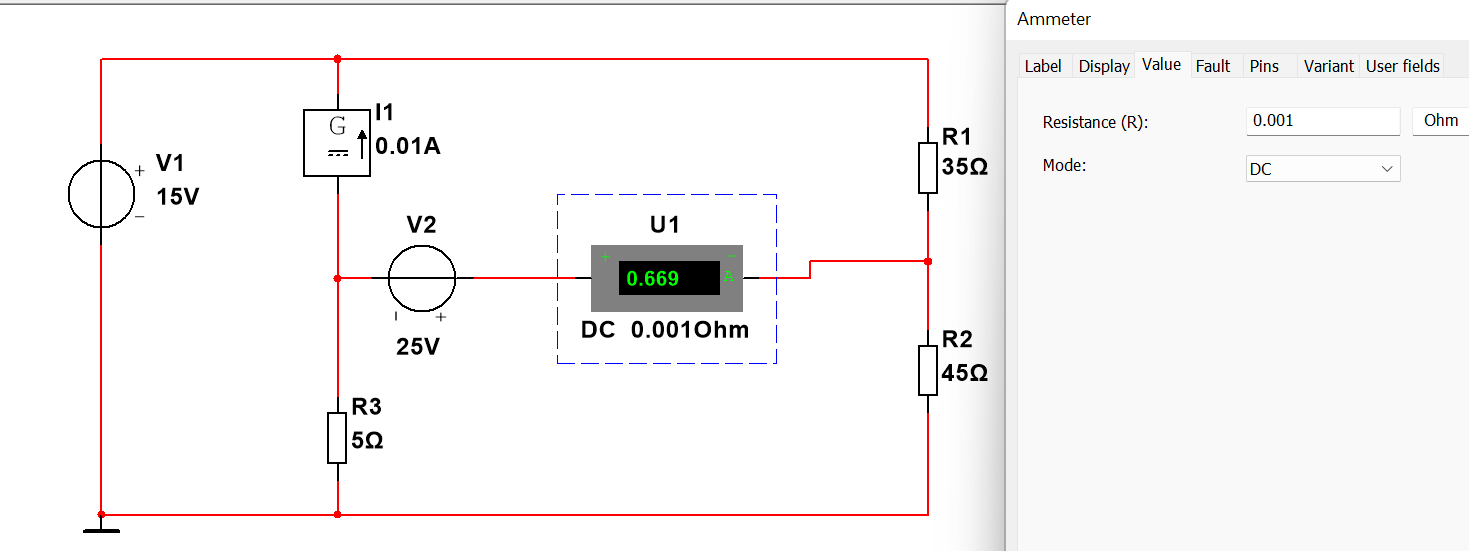 Ammeter
Label Display Value Fault Pins Variant User fields
Resistance (R): 0.001 Ohm
Mode: DC
I1
G
0.01A
V1
+
15V
−
R1
35Ω
V2
− +
25V
U1
+ −
0.669 A
DC 0.001Ohm
R2
45Ω
R3
5Ω